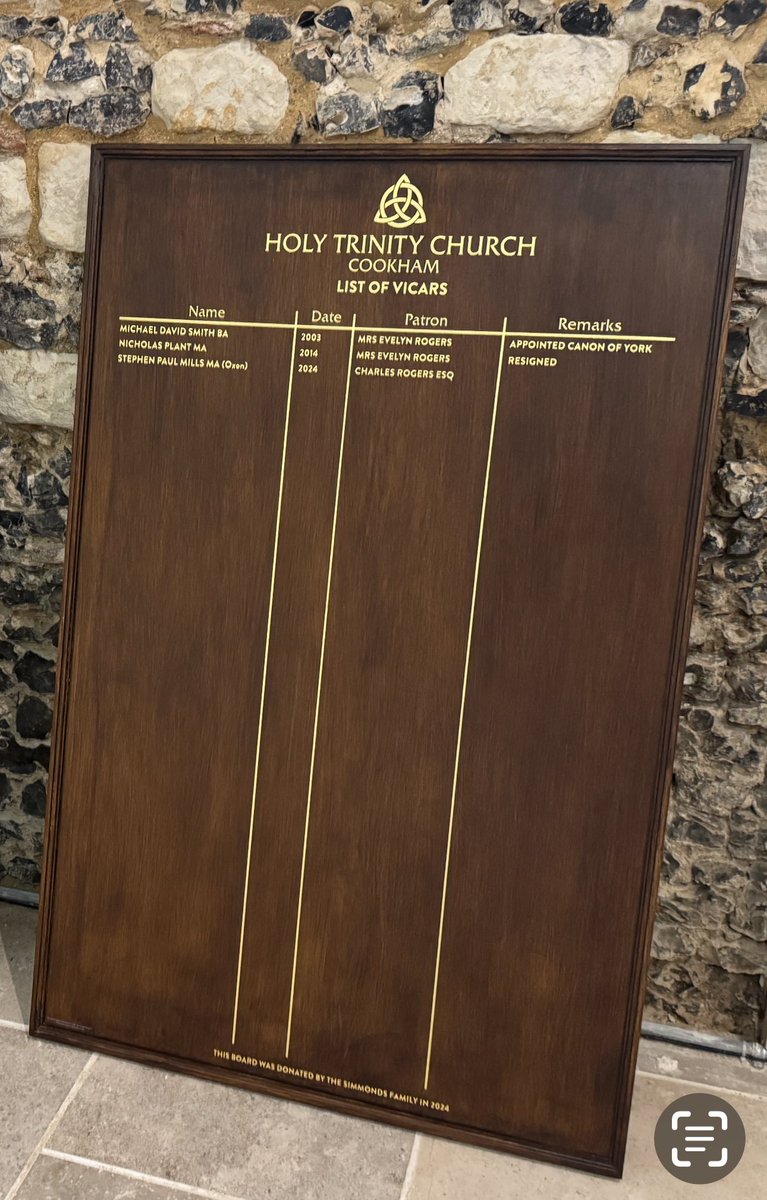 HOLY TRINITY CHURCH
COOKHAM
LIST OF VICARS
Name Date Patron Remarks
MICHAEL DAVID SMITH BA 2003 MRS EVELYN ROGERS APPOINTED CANON OF YORK
NICHOLAS PLANT MA 2014 MRS EVELYN ROGERS RESIGNED
STEPHEN PAUL MILLS MA (Oxon) 2024 CHARLES ROGERS ESQ
THIS BOARD WAS DONATED BY THE SIMMONDS FAMILY IN 2024